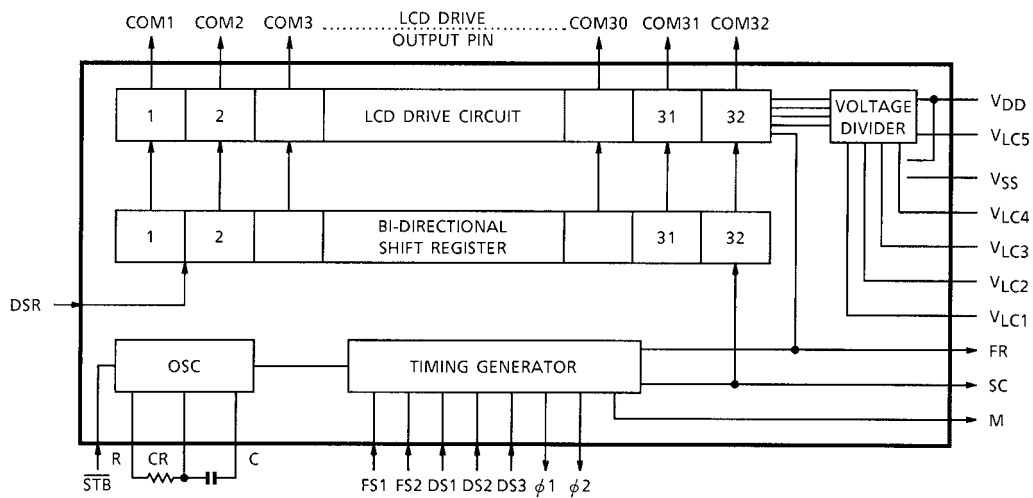 COM1 COM2 COM3 LCD DRIVE OUTPUT PIN COM30 COM31 COM32
1 2 LCD DRIVE CIRCUIT 31 32
VOLTAGE DIVIDER
VDD
VLC5
VSS
VLC4
VLC3
VLC2
VLC1
1 2 BI-DIRECTIONAL SHIFT REGISTER 31 32
DSR
OSC
TIMING GENERATOR
FR
SC
M
STB R CR C
FS1 FS2 DS1 DS2 DS3 ϕ1 ϕ2